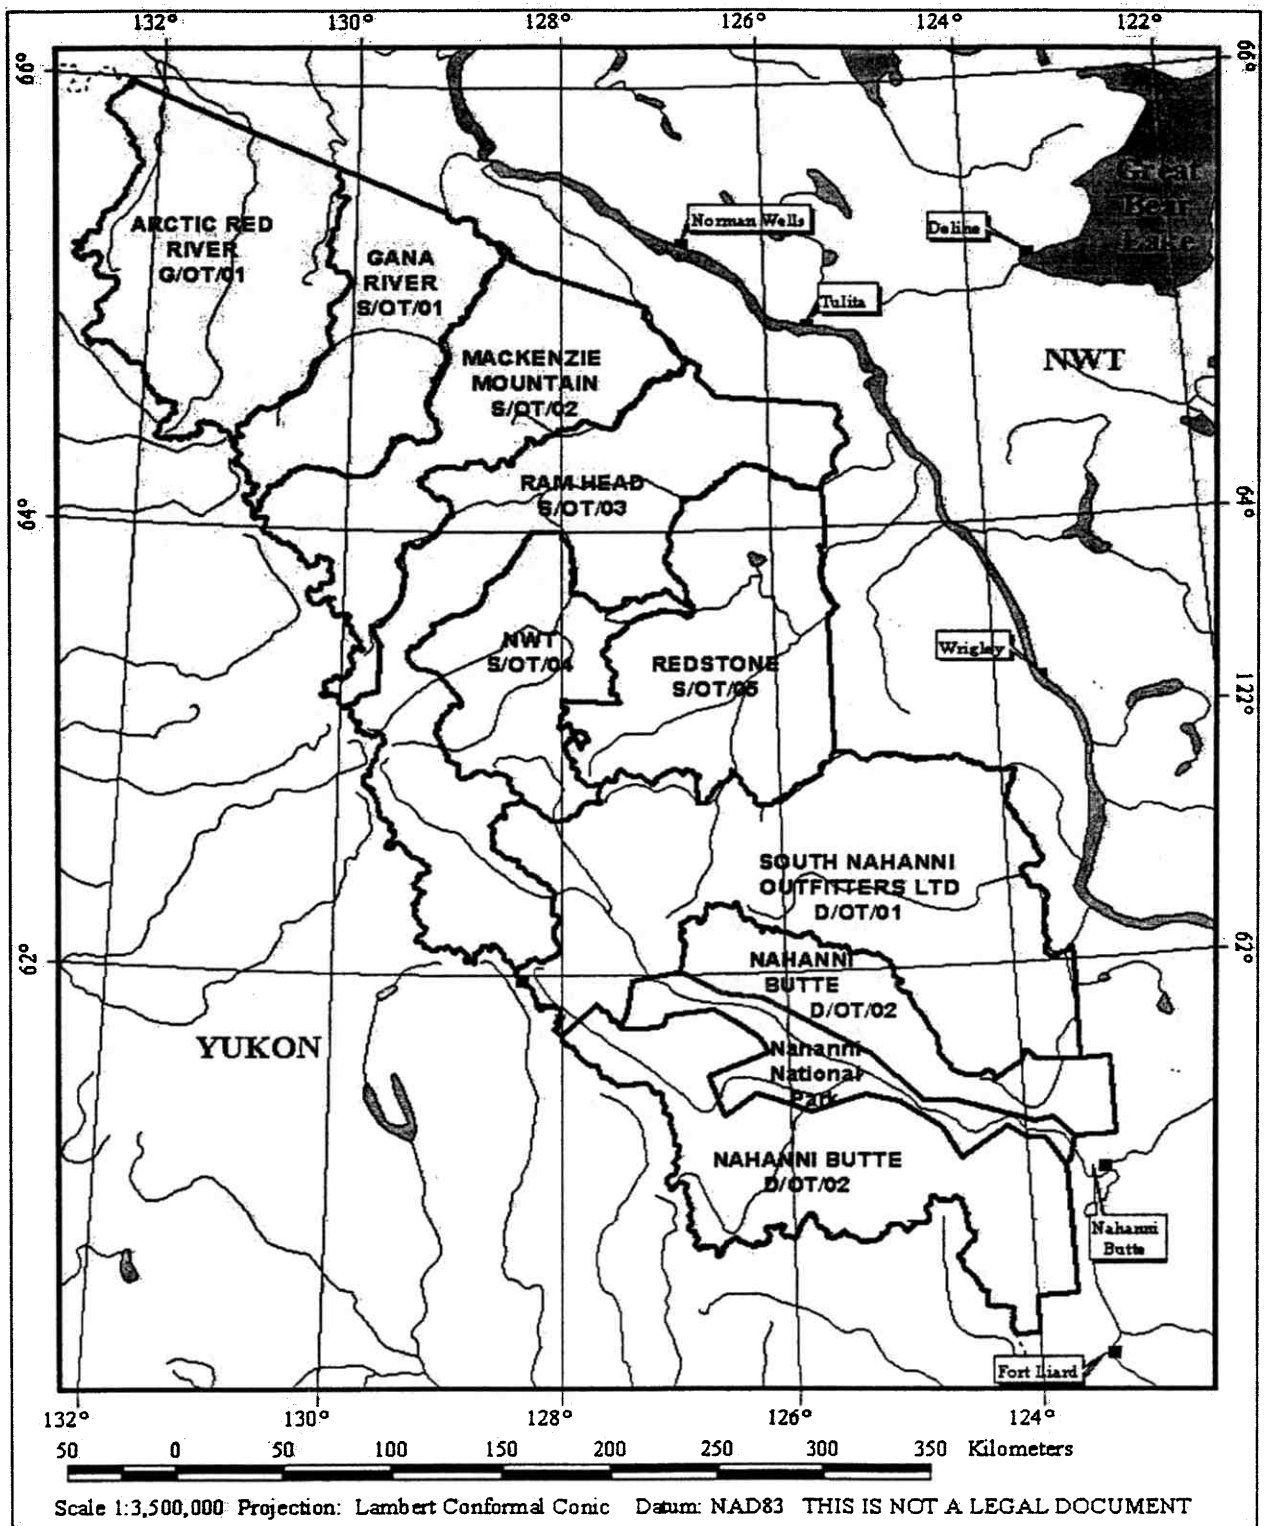 132°
130°
128°
126°
124°
122°
66°
66°
Great
Bear
Lake
Norman Wells
Deline
ARCTIC RED
RIVER
G/OT/01
GANA
RIVER
S/OT/01
Tulita
NWT
MACKENZIE
MOUNTAIN
S/OT/02
RAM HEAD
S/OT/03
64°
64°
NWT
S/OT/04
REDSTONE
S/OT/05
Wrigley
122°
SOUTH NAHANNI
OUTFITTERS LTD
D/OT/01
62°
62°
NAHANNI
BUTTE
D/OT/02
YUKON
Nahanni
National
Park
NAHANNI BUTTE
D/OT/02
Nahanni
Butte
Fort Liard
132°
130°
128°
126°
124°
50 0 50 100 150 200 250 300 350 Kilometers
Scale 1:3,500,000 Projection: Lambert Conformal Conic Datum: NAD83 THIS IS NOT A LEGAL DOCUMENT